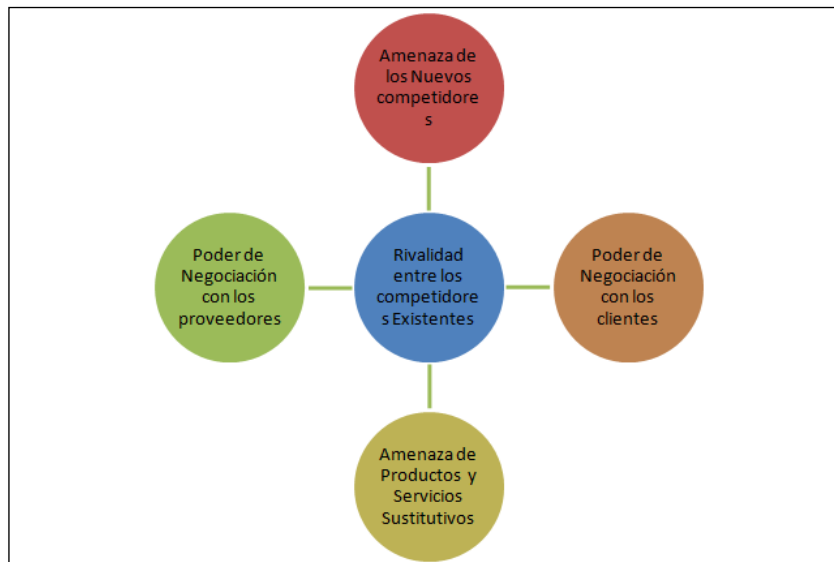 Amenaza de
los Nuevos
competidore
s
Poder de
Negociación
con los
proveedores
Rivalidad
entre los
competidore
s Existentes
Poder de
Negociación
con los
clientes
Amenaza de
Productos y
Servicios
Sustitutivos